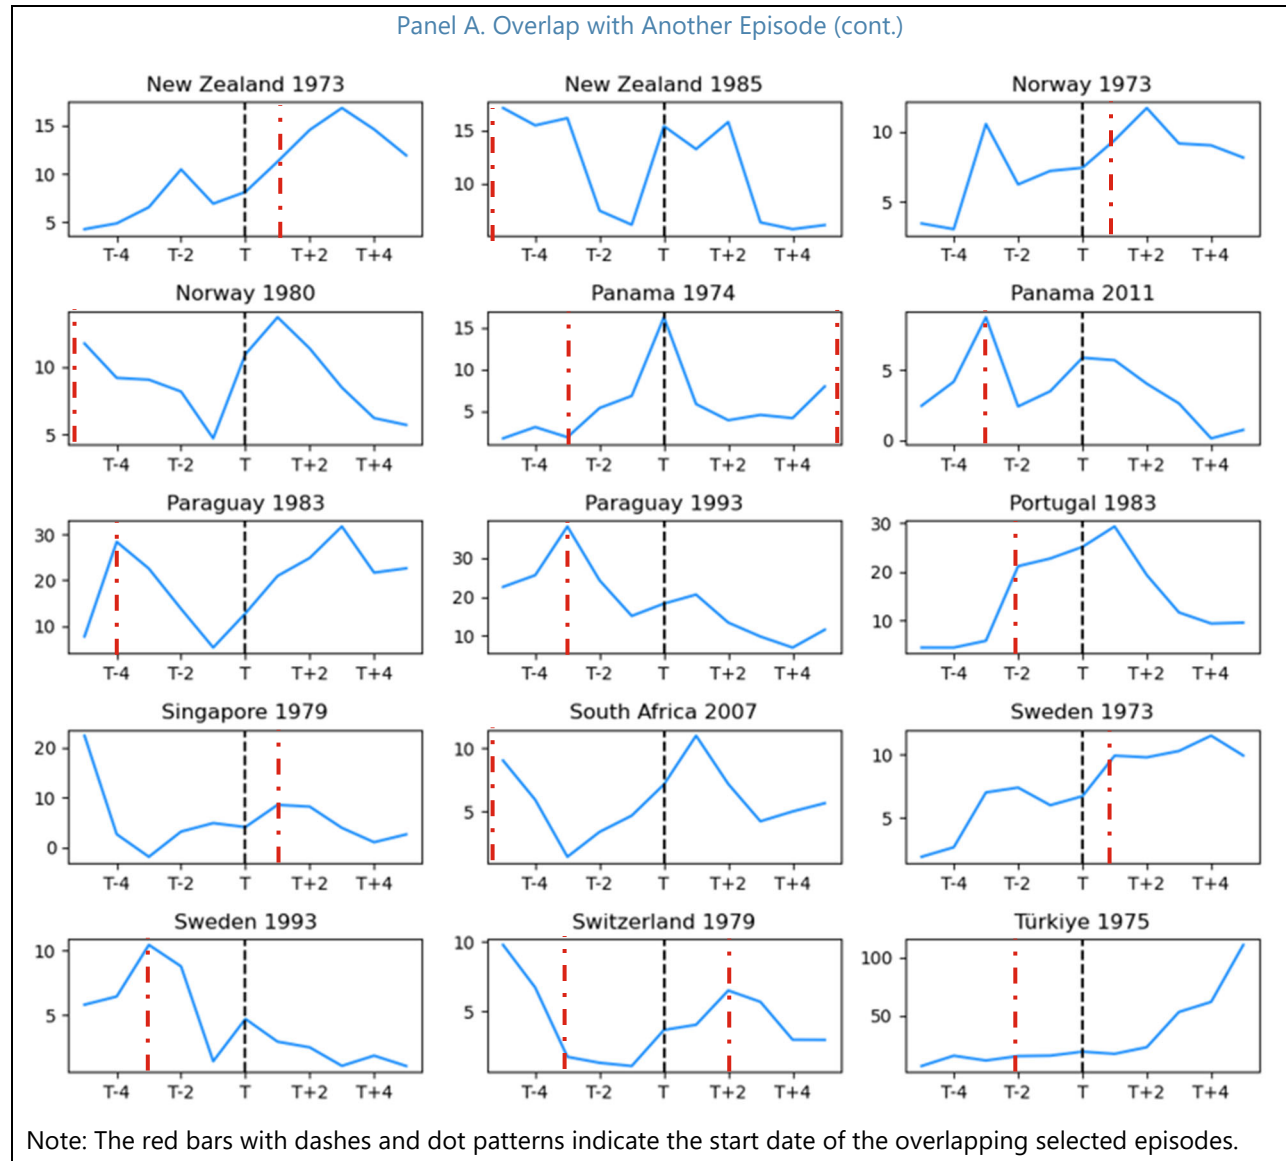 Panel A. Overlap with Another Episode (cont.)
New Zealand 1973
New Zealand 1985
Norway 1973
15
10
5
15
10
10
5
T-4 T-2 T T+2 T+4
T-4 T-2 T T+2 T+4
T-4 T-2 T T+2 T+4
Norway 1980
Panama 1974
Panama 2011
10
5
15
10
5
5
0
T-4 T-2 T T+2 T+4
T-4 T-2 T T+2 T+4
T-4 T-2 T T+2 T+4
Paraguay 1983
Paraguay 1993
Portugal 1983
30
20
10
30
20
10
30
20
10
T-4 T-2 T T+2 T+4
T-4 T-2 T T+2 T+4
T-4 T-2 T T+2 T+4
Singapore 1979
South Africa 2007
Sweden 1973
20
10
0
10
5
10
5
T-4 T-2 T T+2 T+4
T-4 T-2 T T+2 T+4
T-4 T-2 T T+2 T+4
Sweden 1993
Switzerland 1979
Türkiye 1975
10
5
10
5
100
50
T-4 T-2 T T+2 T+4
T-4 T-2 T T+2 T+4
T-4 T-2 T T+2 T+4
Note: The red bars with dashes and dot patterns indicate the start date of the overlapping selected episodes.